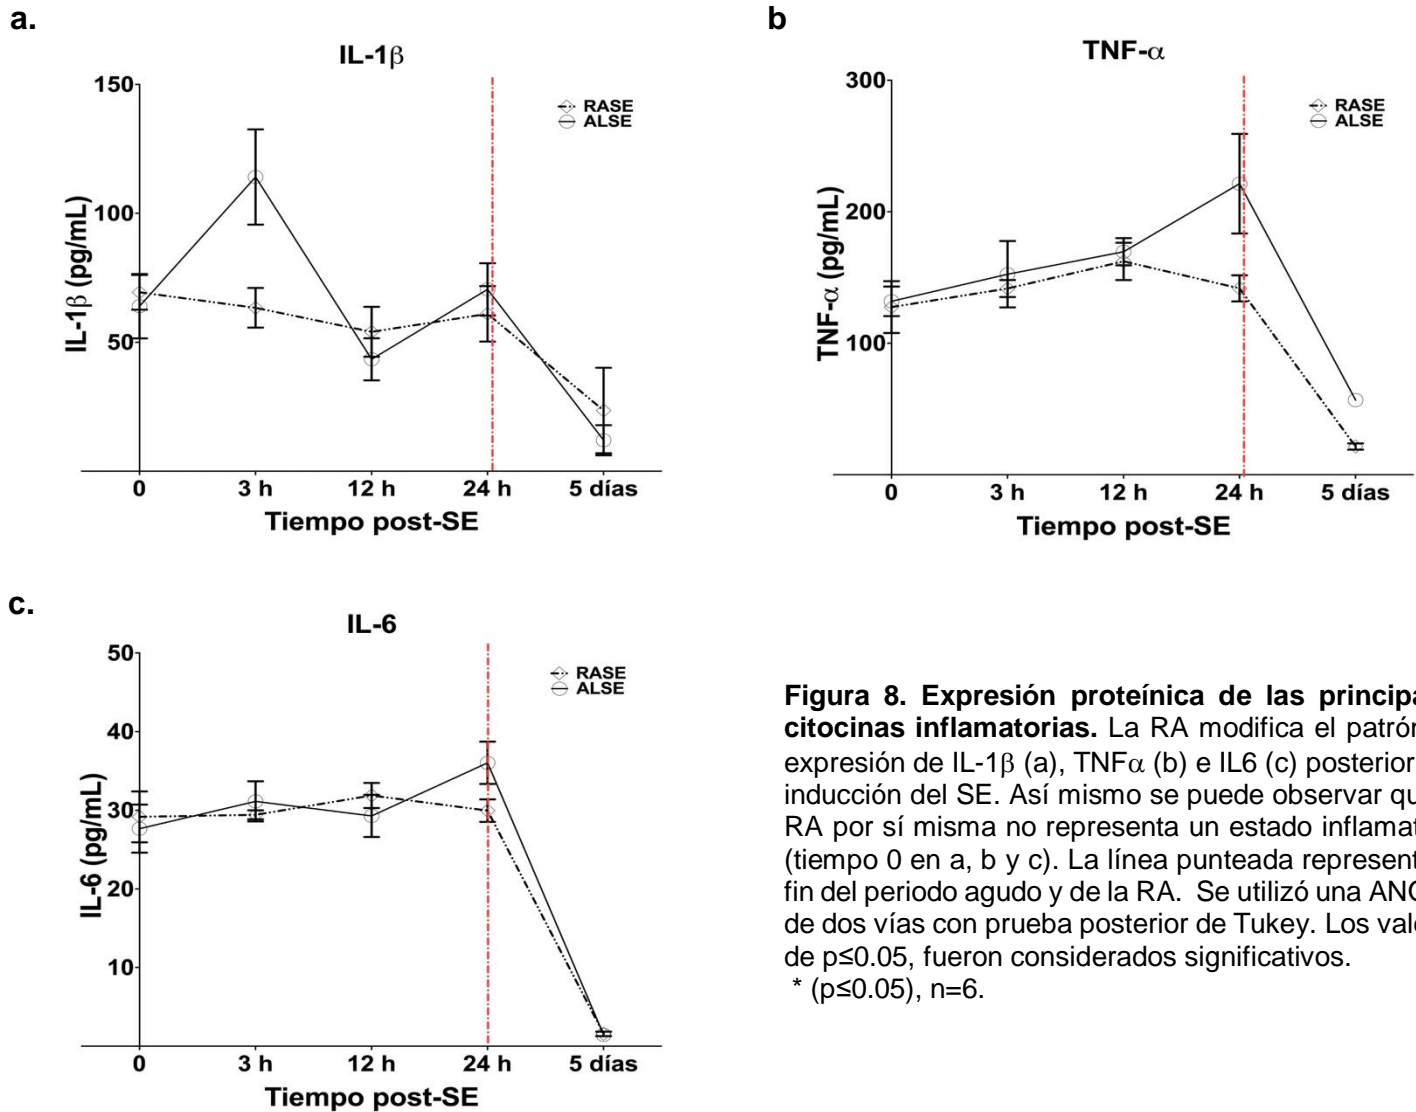 a.
IL-1β
150
100
50
IL-1β (pg/mL)
RASE
ALSE
0 3 h 12 h 24 h 5 días
Tiempo post-SE
b
TNF-α
300
200
100
TNF-α (pg/mL)
RASE
ALSE
0 3 h 12 h 24 h 5 días
Tiempo post-SE
c.
IL-6
50
40
30
20
10
IL-6 (pg/mL)
RASE
ALSE
0 3 h 12 h 24 h 5 días
Tiempo post-SE
Figura 8. Expresión proteínica de las principa
citocinas inflamatorias. La RA modifica el patrón
expresión de IL-1β (a), TNFα (b) e IL6 (c) posterior
inducción del SE. Así mismo se puede observar qu
RA por sí misma no representa un estado inflamat
(tiempo 0 en a, b y c). La línea punteada represent
fin del periodo agudo y de la RA. Se utilizó una ANO
de dos vías con prueba posterior de Tukey. Los valo
de p≤0.05, fueron considerados significativos.
* (p≤0.05), n=6.